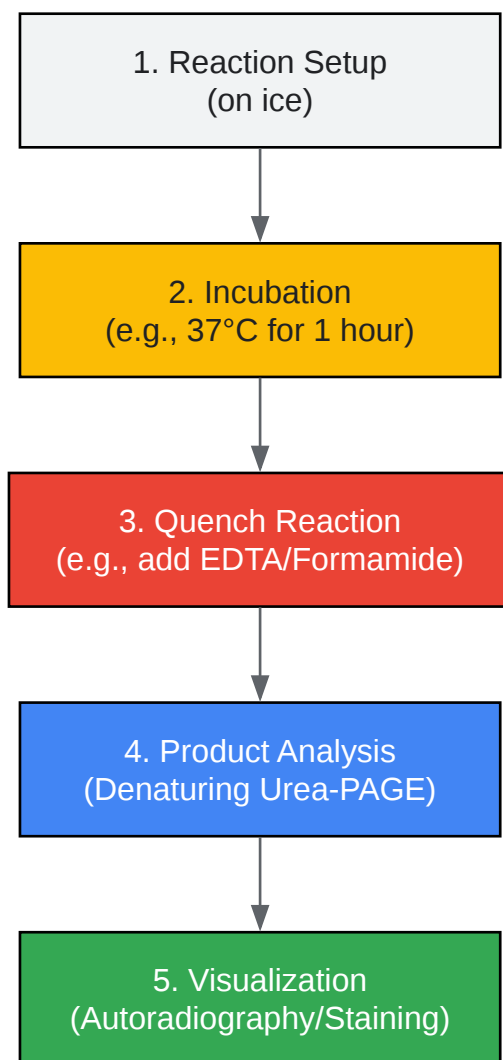 1. Reaction Setup
(on ice)
2. Incubation
(e.g., 37°C for 1 hour)
3. Quench Reaction
(e.g., add EDTA/Formamide)
4. Product Analysis
(Denaturing Urea-PAGE)
5. Visualization
(Autoradiography/Staining)